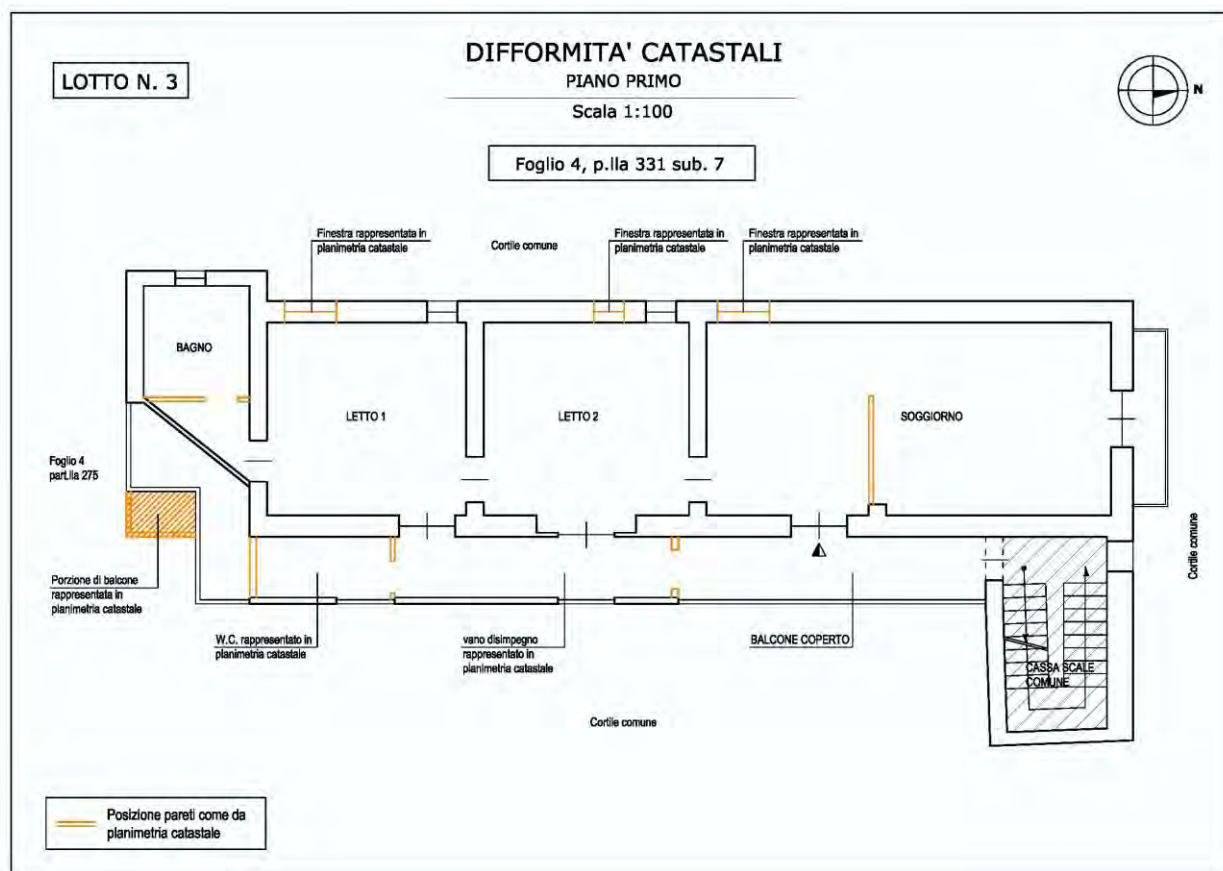 DIFFORMITA' CATASTALI
LOTTO N. 3
PIANO PRIMO
Scala 1:100
N
Foglio 4, p.lla 331 sub. 7
Finestra rappresentata in
planimetria catastale
Cortile comune
Finestra rappresentata in
planimetria catastale
Finestra rappresentata in
planimetria catastale
BAGNO
LETTO 1
LETTO 2
SOGGIORNO
Foglio 4
part.lla 275
Porzione di balcone
rappresentata in
planimetria catastale
W.C. rappresentato in
planimetria catastale
vano disimpegno
rappresentato in
planimetria catastale
BALCONE COPERTO
CASSA SCALE
COMUNE
Cortile comune
Cortile comune
Posizione pareti come da
planimetria catastale